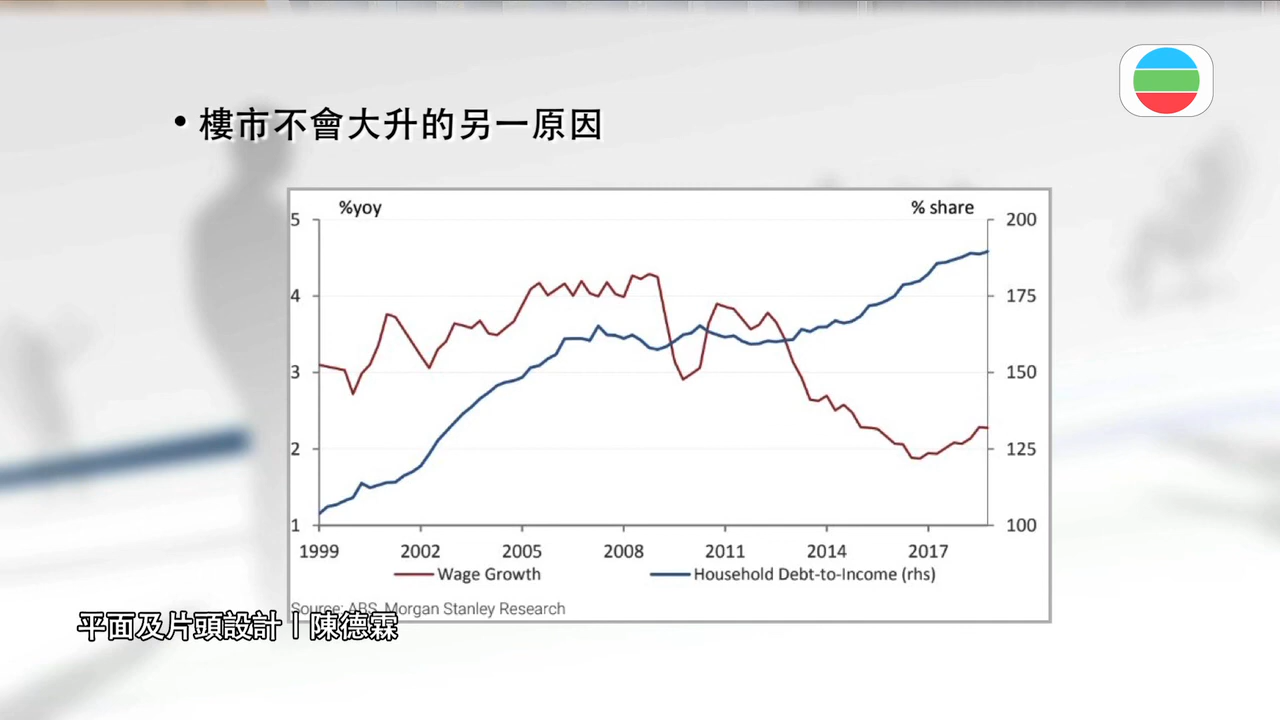 • 樓市不會大升的另一原因
%yoy
% share
5
4
3
2
1
200
175
150
125
100
1999 2002 2005 2008 2011 2014 2017
Wage Growth Household Debt-to-Income (rhs)
Source: ABS, Morgan Stanley Research
平面及片頭設計｜陳德霖